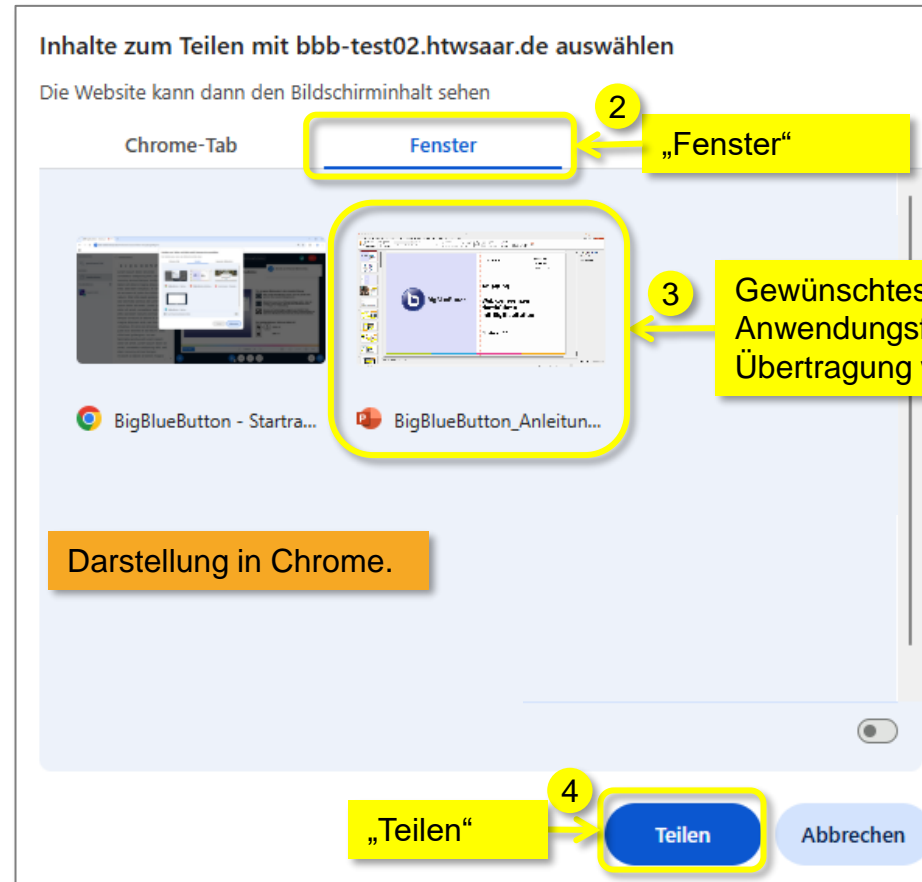 Inhalte zum Teilen mit bbb-test02.htwsaar.de auswählen
Die Website kann dann den Bildschirminhalt sehen
2
Chrome-Tab
Fenster
„Fenster“
3
Gewünschtes
Übertragung
BigBlueButton - Startra...
BigBlueButton_Anleitun...
Darstellung in Chrome.
4
„Teilen“
Teilen
Abbrechen